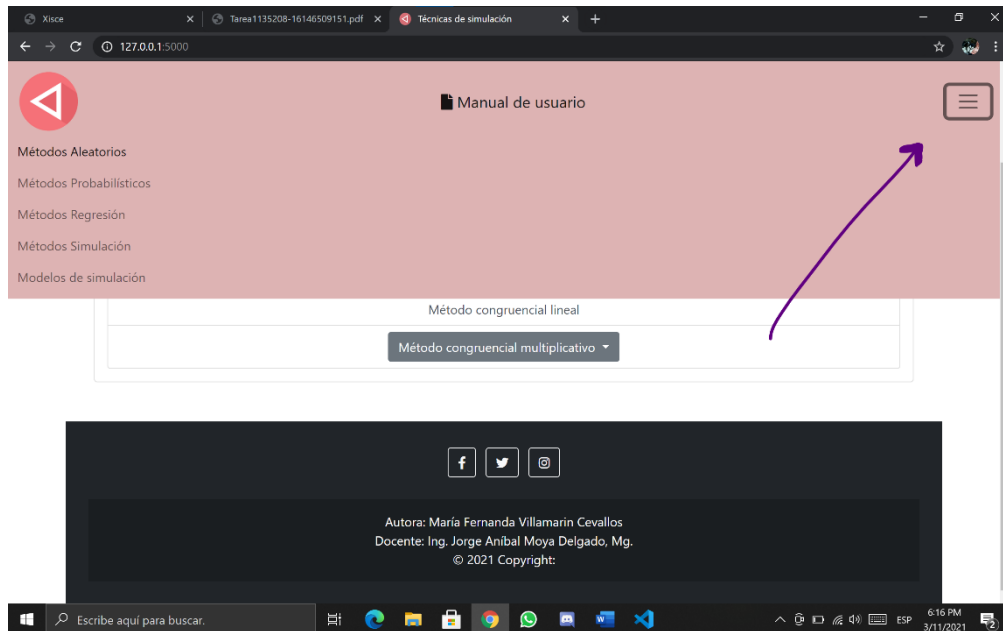 Xisce
Tarea1135208-16146509151.pdf
Técnicas de simulación
127.0.0.1:5000
Manual de usuario
Métodos Aleatorios
Métodos Probabilísticos
Métodos Regresión
Métodos Simulación
Modelos de simulación
Método congruencial lineal
Método congruencial multiplicativo
Autora: María Fernanda Villamarin Cevallos
Docente: Ing. Jorge Aníbal Moya Delgado, Mg.
© 2021 Copyright:
Escribe aquí para buscar.
ESP
6:16 PM
3/11/2021
2